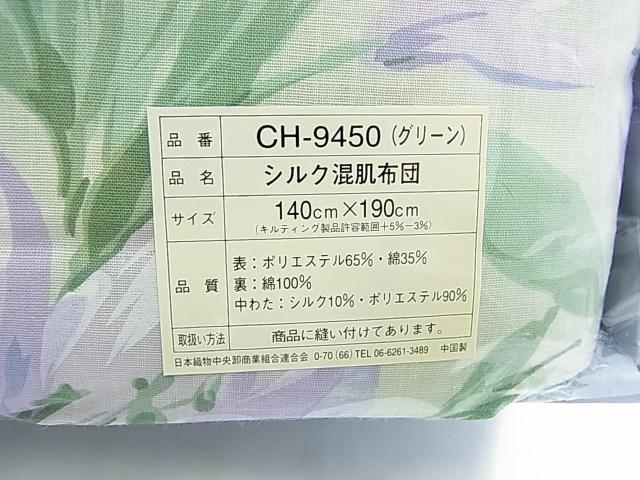 品番 CH-9450 (グリーン)
品名 シルク混肌布団
サイズ 140cm×190cm
(キルティング製品許容範囲+5%-3%)
品質 表:ポリエステル65%・綿35%
裏:綿100%
中わた:シルク10%・ポリエステル90%
取扱い方法 商品に縫い付けてあります。
日本織物中央卸商業組合連合会 0-70 (66) TEL 06-6261-3489 中国製